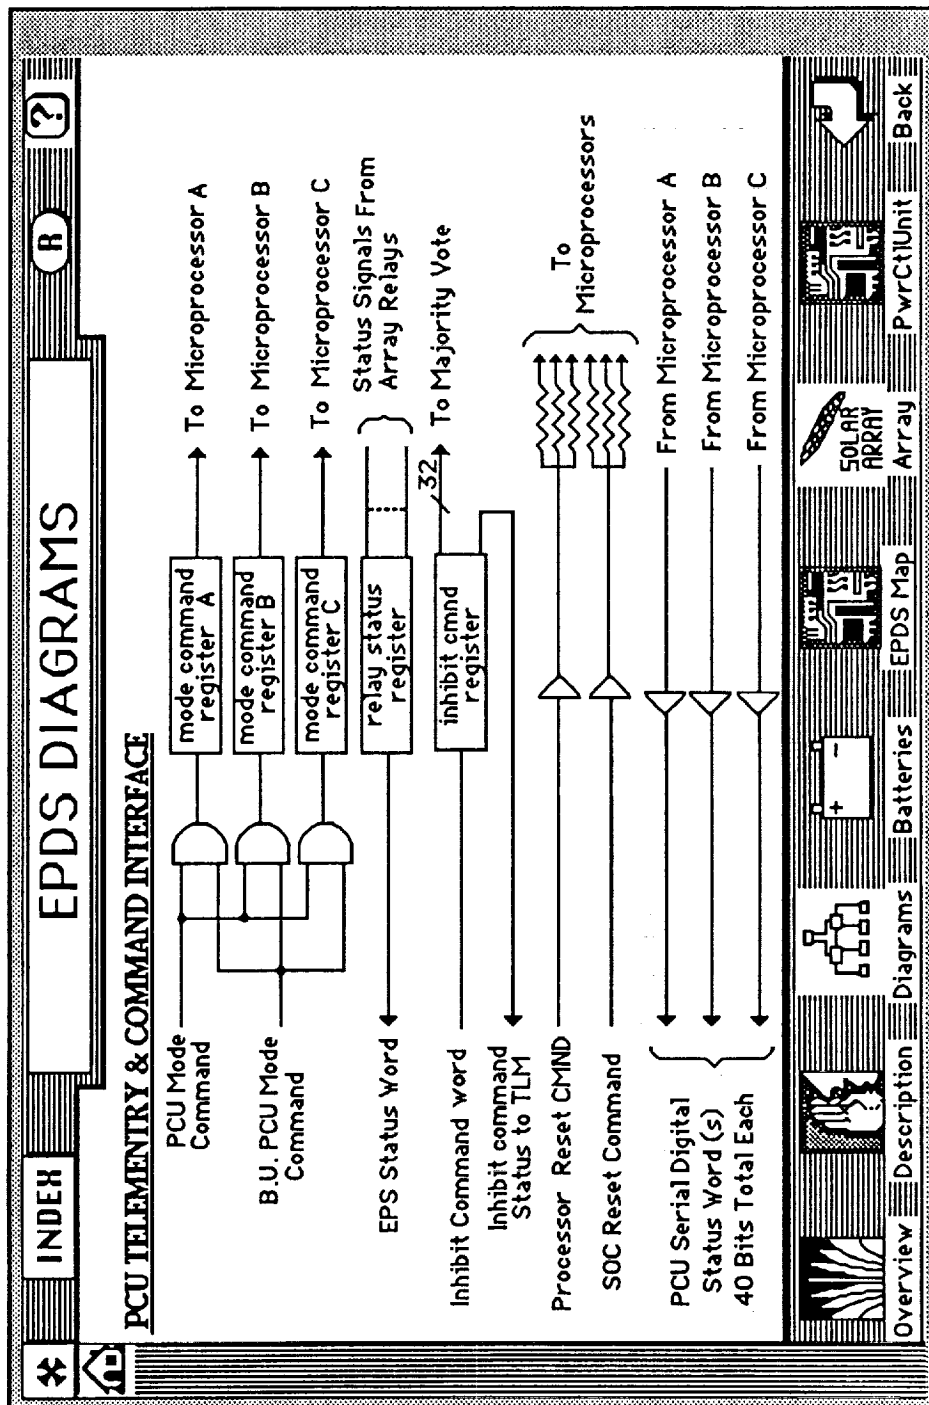 INDEX
EPDS DIAGRAMS
R
?
PCU TELEMENTRY & COMMAND INTERFACE
PCU Mode
Command
B.U. PCU Mode
Command
EPS Status Word
Inhibit Command word
Inhibit command
Status to TLM
Processor Reset CMND
SOC Reset Command
PCU Serial Digital
Status Word (s)
40 Bits Total Each
mode command
register A
mode command
register B
mode command
register C
relay status
register
inhibit cmnd
register
32
To Microprocessor A
To Microprocessor B
To Microprocessor C
Status Signals From
Array Relays
To Majority Vote
To
Microprocessors
From Microprocessor A
From Microprocessor B
From Microprocessor C
+ -
SOLAR
ARRAY
Overview
Description
Diagrams
Batteries
EPDS Map
Array
PwrCtlUnit
Back